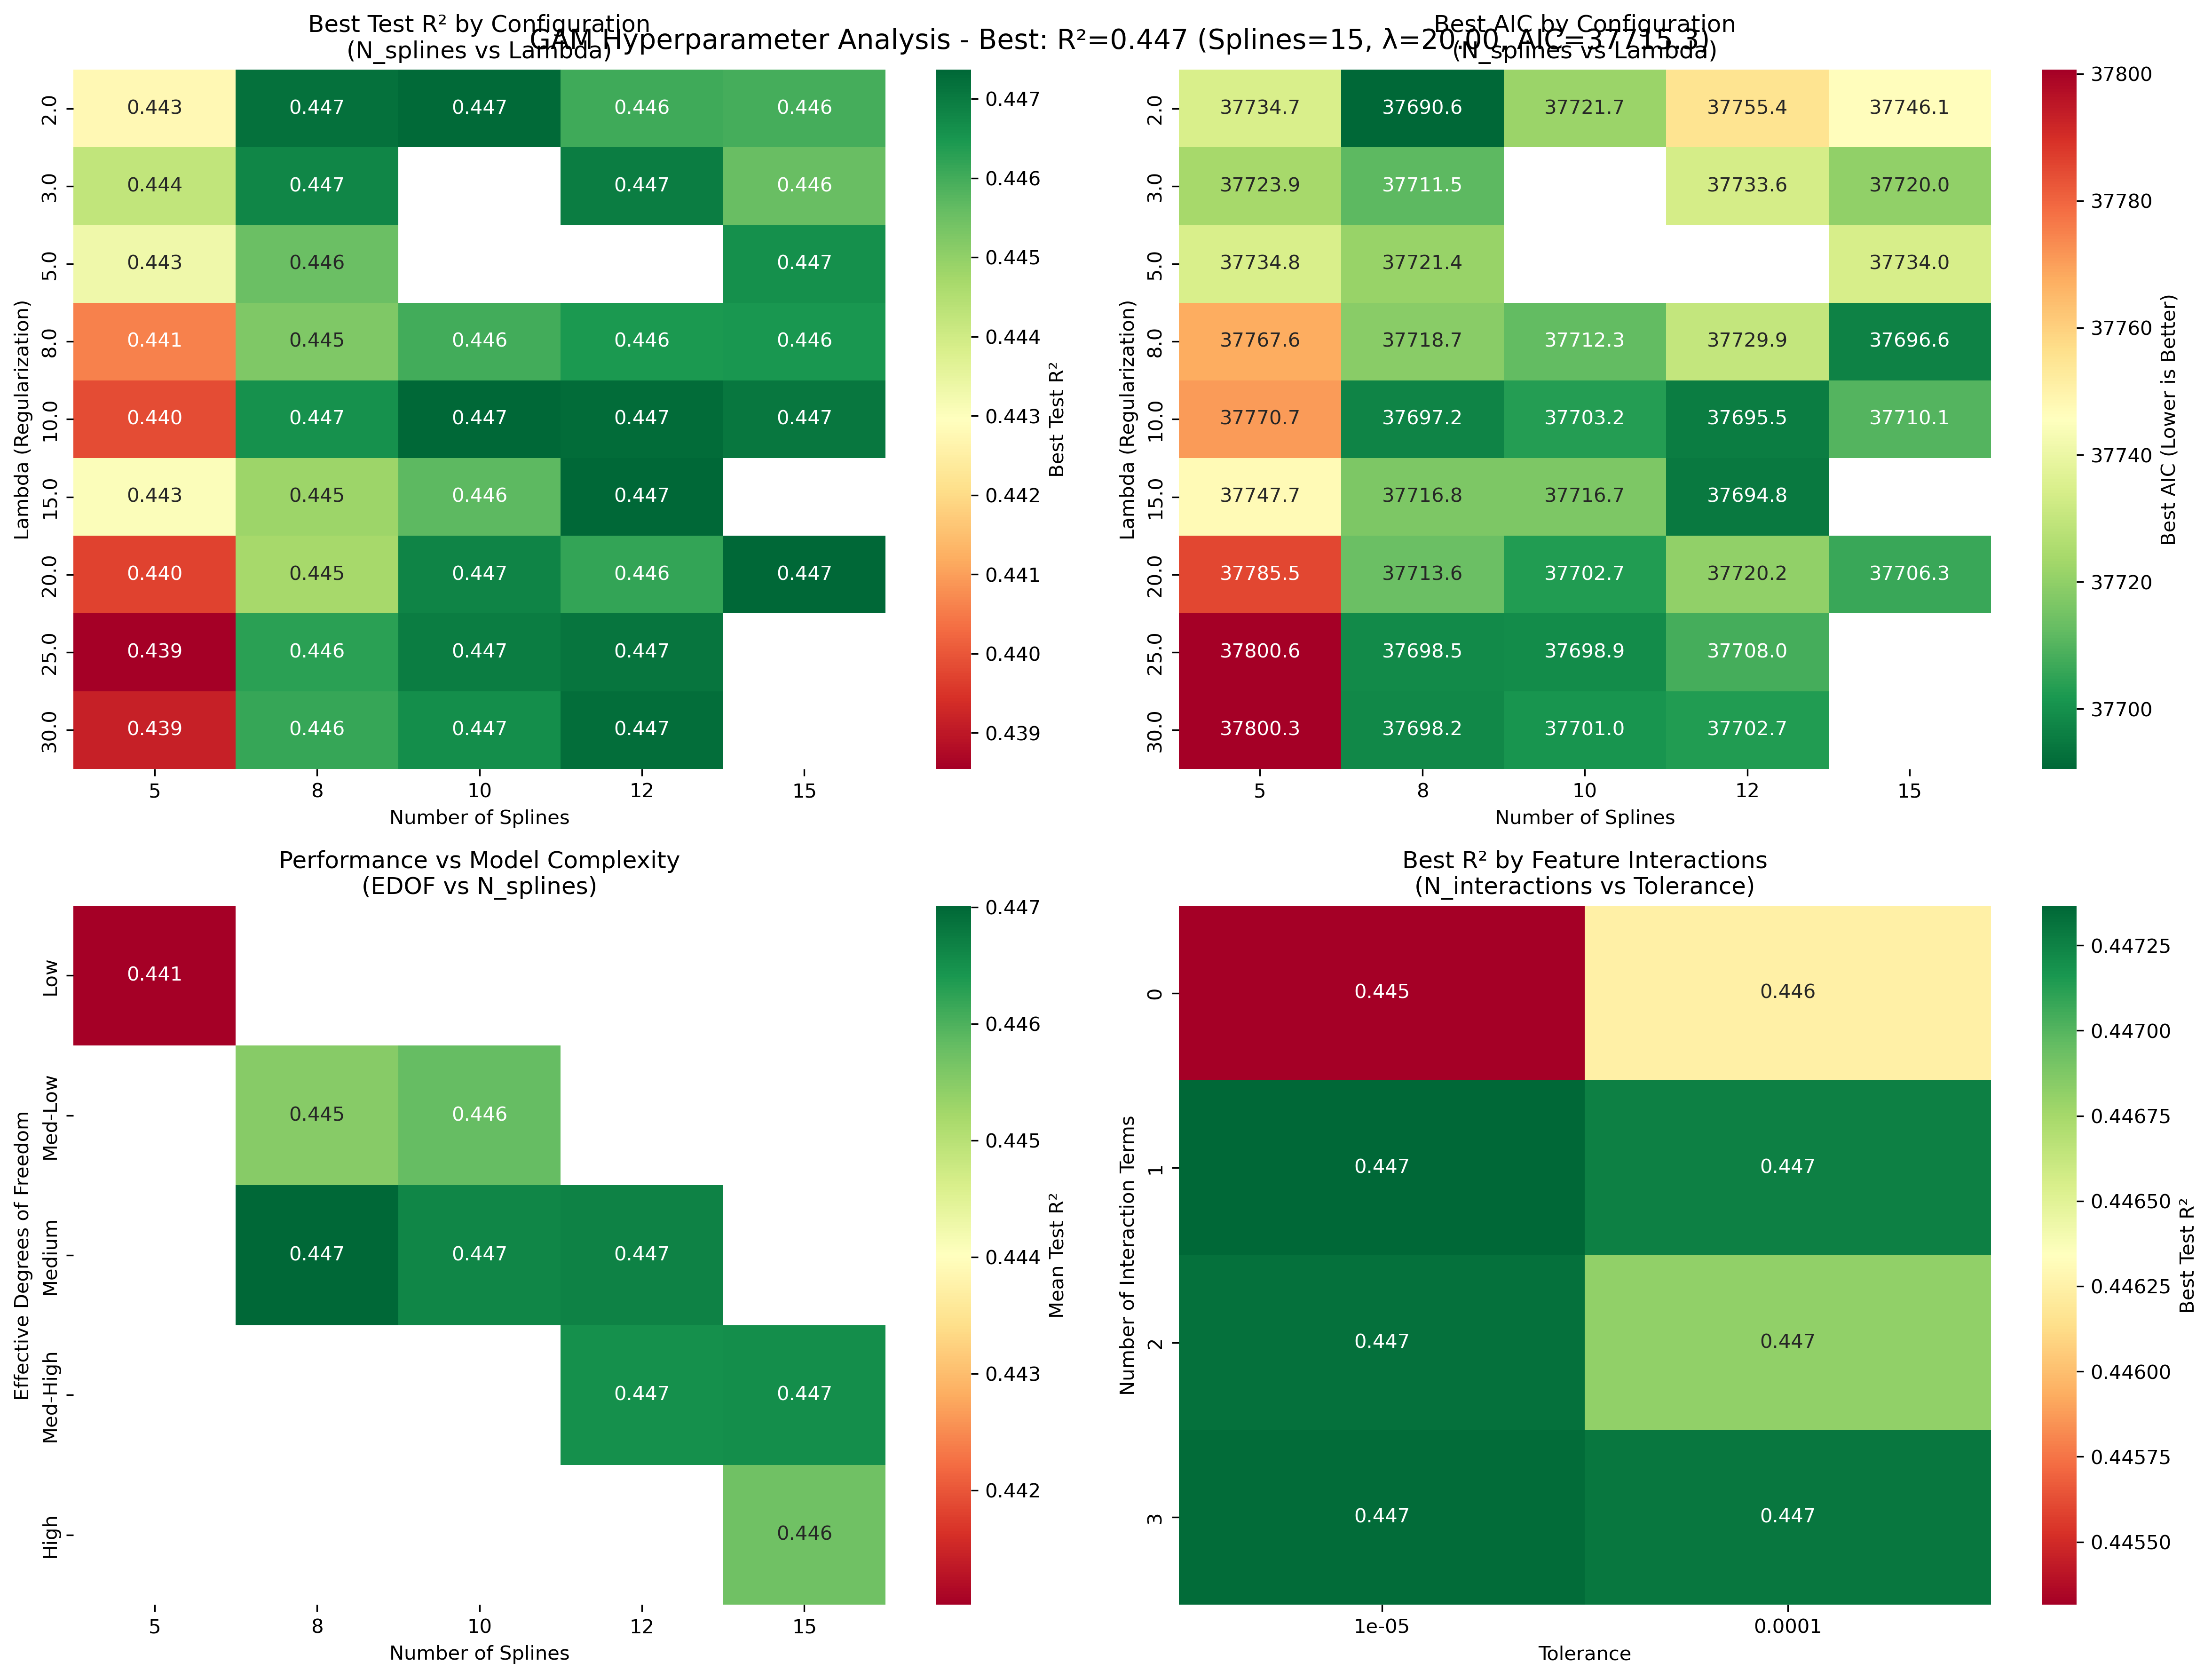 GAM Hyperparameter Analysis - Best: R²=0.447 (Splines=15, λ=20.00, AIC=37715.3)
Best Test R² by Configuration
(N_splines vs Lambda)
Lambda (Regularization)
2.0 0.443 0.447 0.447 0.446 0.446
3.0 0.444 0.447 0.447 0.446
5.0 0.443 0.446 0.447
8.0 0.441 0.445 0.446 0.446 0.446
10.0 0.440 0.447 0.447 0.447 0.447
15.0 0.443 0.445 0.446 0.447
20.0 0.440 0.445 0.447 0.446 0.447
25.0 0.439 0.446 0.447 0.447
30.0 0.439 0.446 0.447 0.447
5 8 10 12 15
Number of Splines
0.447
0.446
0.445
0.444
0.443
0.442
0.441
0.440
0.439
Best Test R²
Best AIC by Configuration
(N_splines vs Lambda)
Lambda (Regularization)
2.0 37734.7 37690.6 37721.7 37755.4 37746.1
3.0 37723.9 37711.5 37733.6 37720.0
5.0 37734.8 37721.4 37734.0
8.0 37767.6 37718.7 37712.3 37729.9 37696.6
10.0 37770.7 37697.2 37703.2 37695.5 37710.1
15.0 37747.7 37716.8 37716.7 37694.8
20.0 37785.5 37713.6 37702.7 37720.2 37706.3
25.0 37800.6 37698.5 37698.9 37708.0
30.0 37800.3 37698.2 37701.0 37702.7
5 8 10 12 15
Number of Splines
37800
37780
37760
37740
37720
37700
Best AIC (Lower is Better)
Performance vs Model Complexity
(EDOF vs N_splines)
Effective Degrees of Freedom
Low 0.441
Med-Low 0.445 0.446
Medium 0.447 0.447 0.447
Med-High 0.447 0.447
High 0.446
5 8 10 12 15
Number of Splines
0.447
0.446
0.445
0.444
0.443
0.442
Mean Test R²
Best R² by Feature Interactions
(N_interactions vs Tolerance)
Number of Interaction Terms
0 0.445 0.446
1 0.447 0.447
2 0.447 0.447
3 0.447 0.447
1e-05 0.0001
Tolerance
0.44725
0.44700
0.44675
0.44650
0.44625
0.44600
0.44575
0.44550
Best Test R²